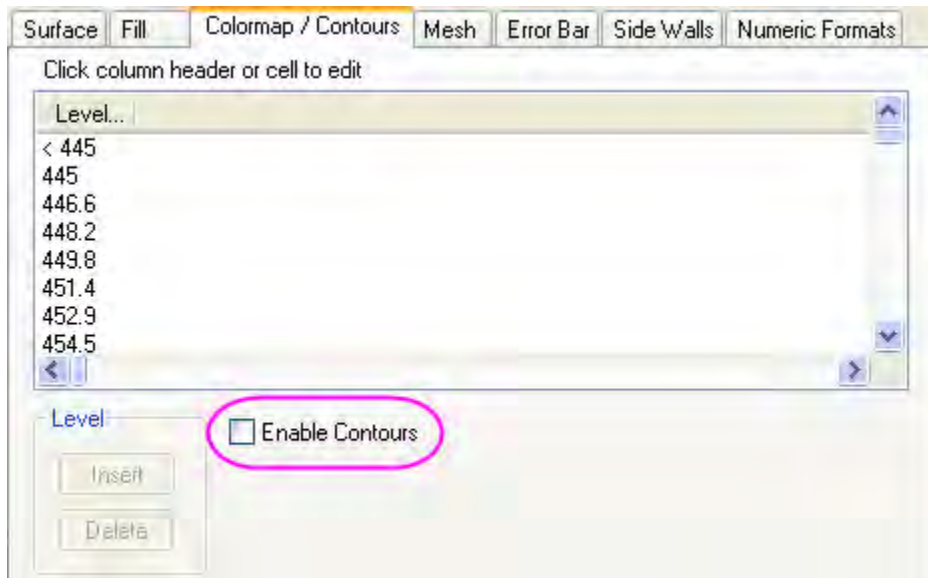 Surface Fill Colormap / Contours Mesh Error Bar Side Walls Numeric Formats
Click column header or cell to edit
Level...
< 445
445
446.6
448.2
449.8
451.4
452.9
454.5
Level
Enable Contours
Insert
Delete